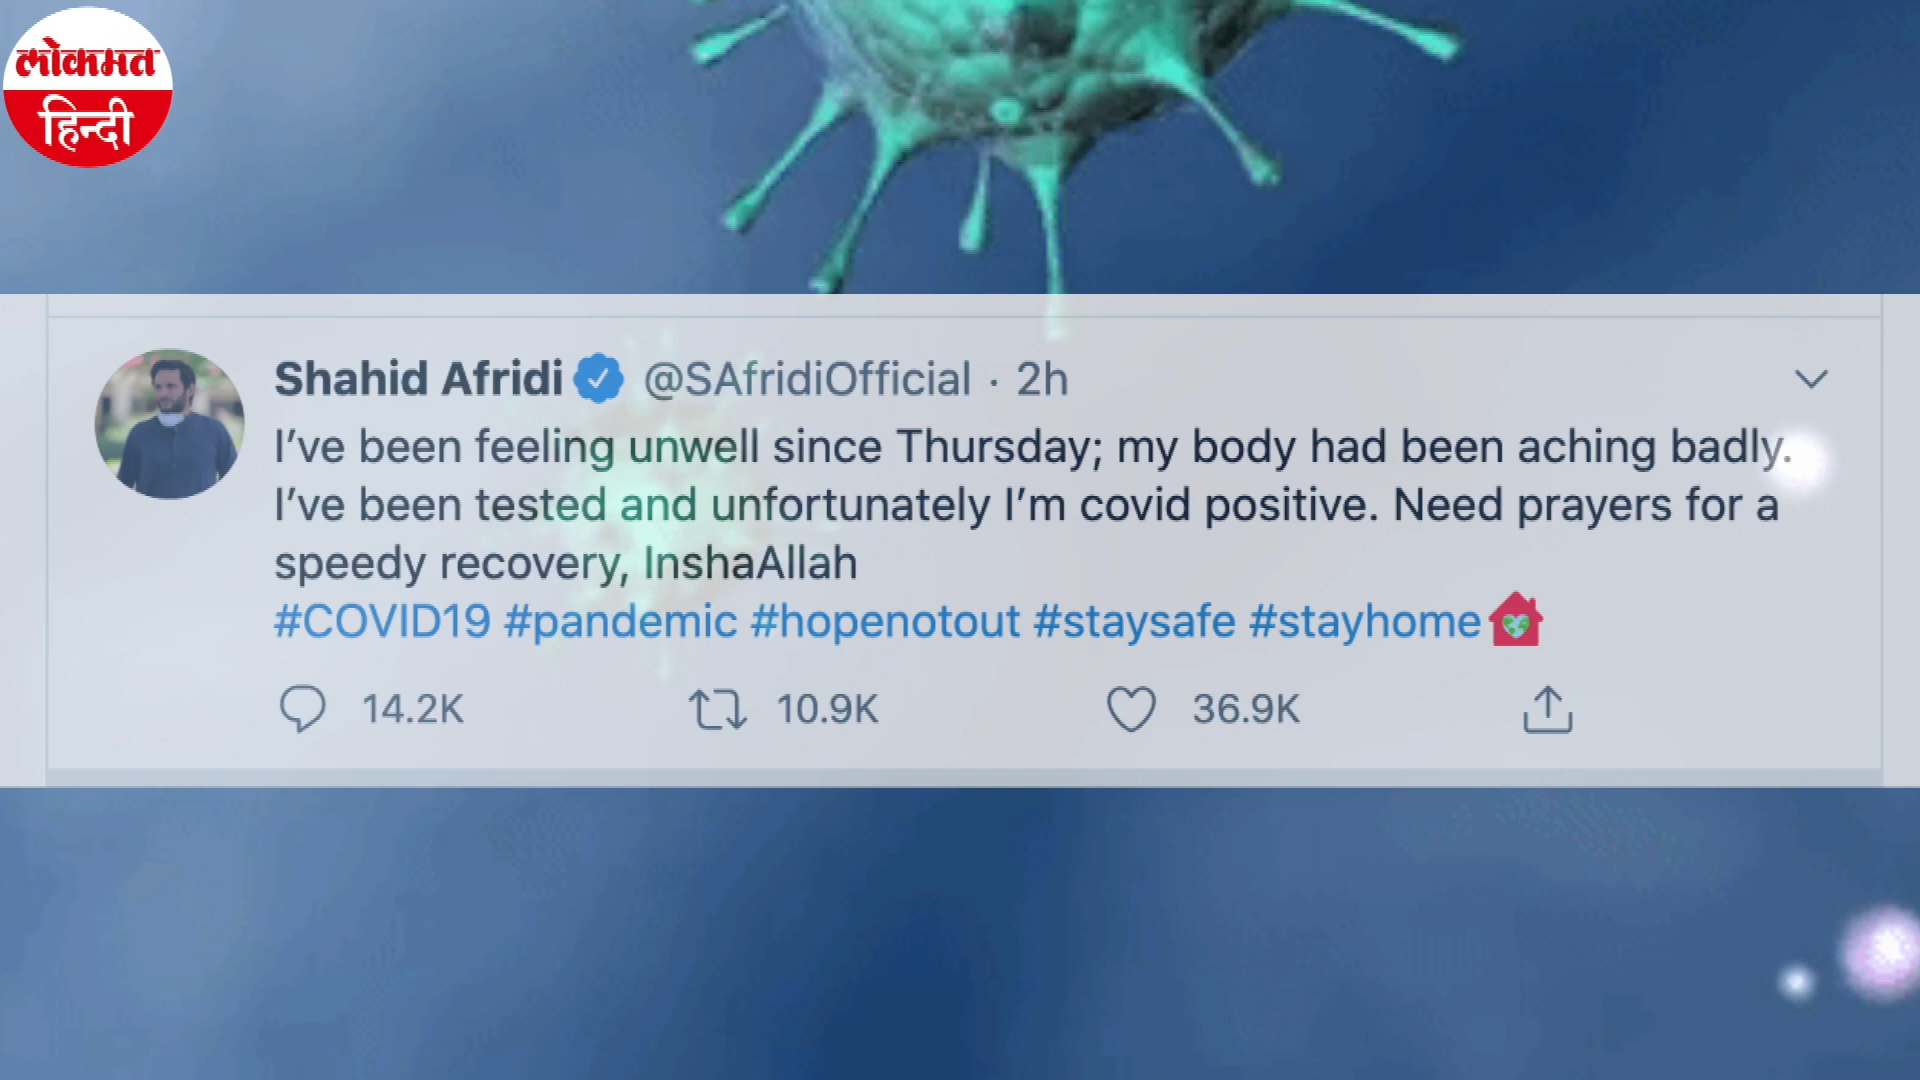 लोकमत
हिन्दी
Shahid Afridi @SAfridiOfficial · 2h
I’ve been feeling unwell since Thursday; my body had been aching badly.
I’ve been tested and unfortunately I’m covid positive. Need prayers for a
speedy recovery, InshaAllah
#COVID19 #pandemic #hopenotout #staysafe #stayhome
14.2K 10.9K 36.9K